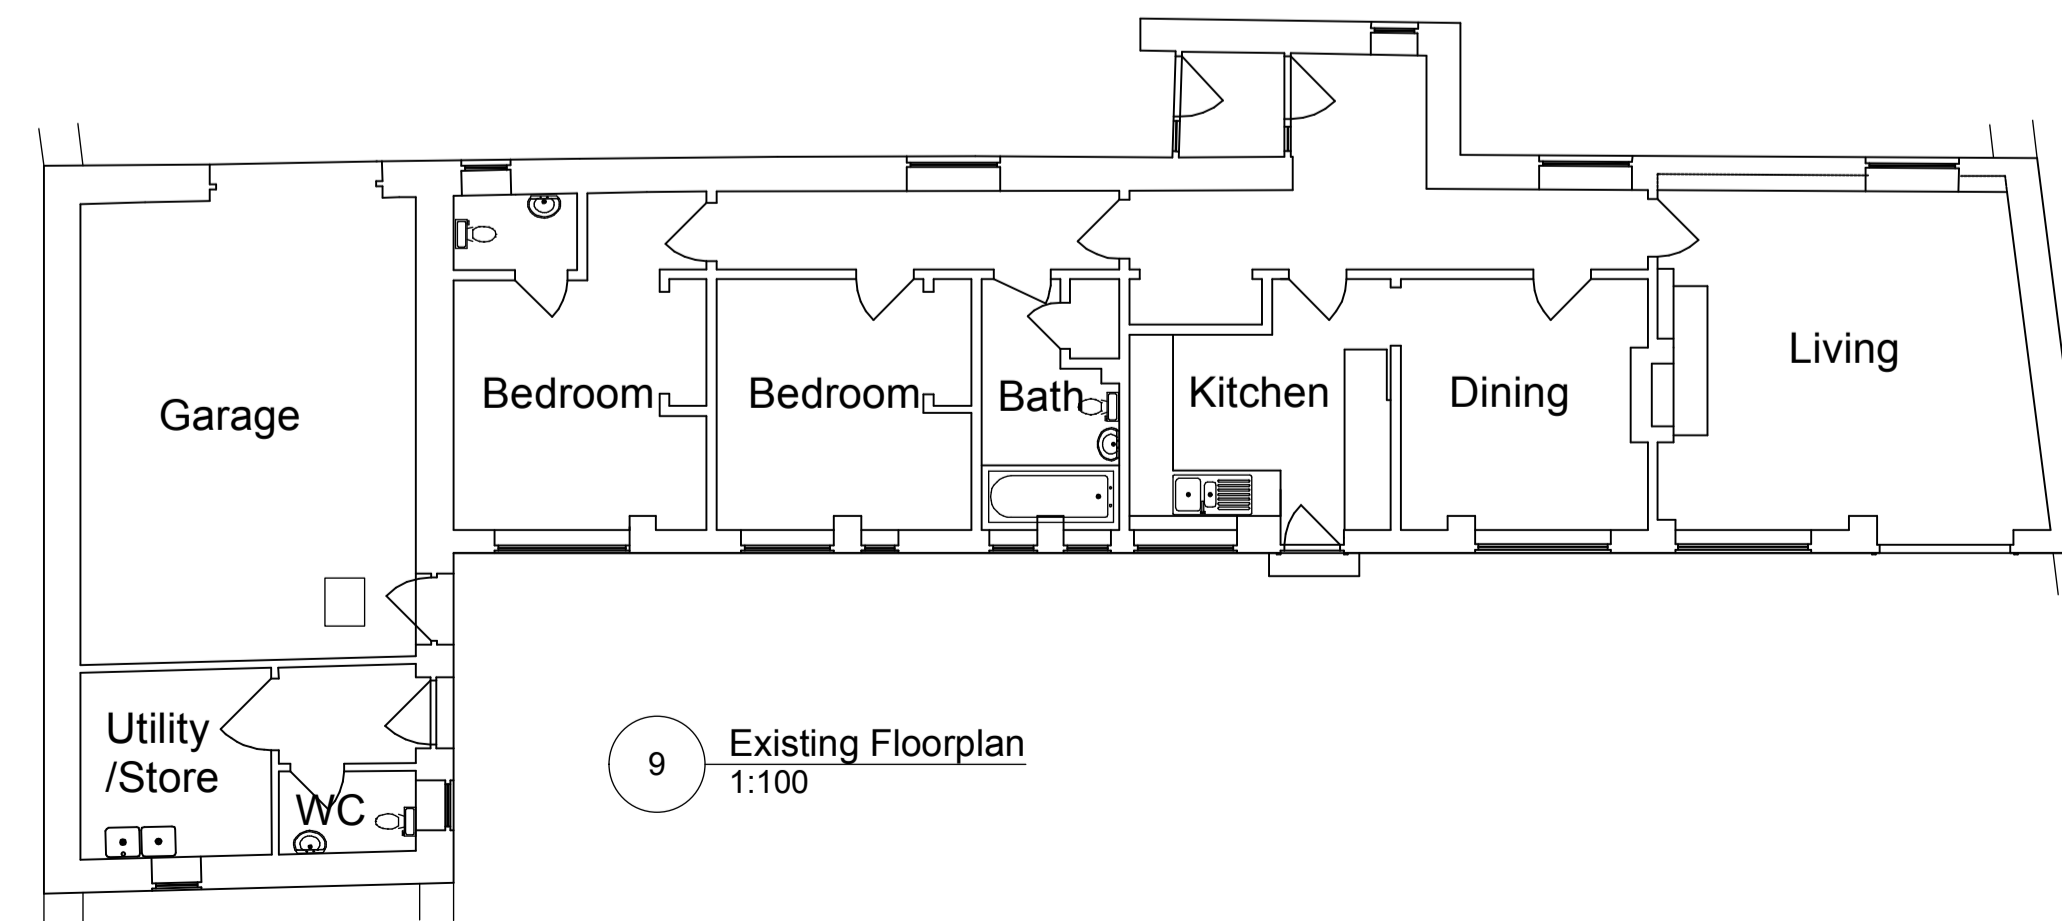 Garage
Bedroom
Bedroom
Bath
Kitchen
Dining
Living
Utility
/Store
WC
9
Existing Floorplan
1:100